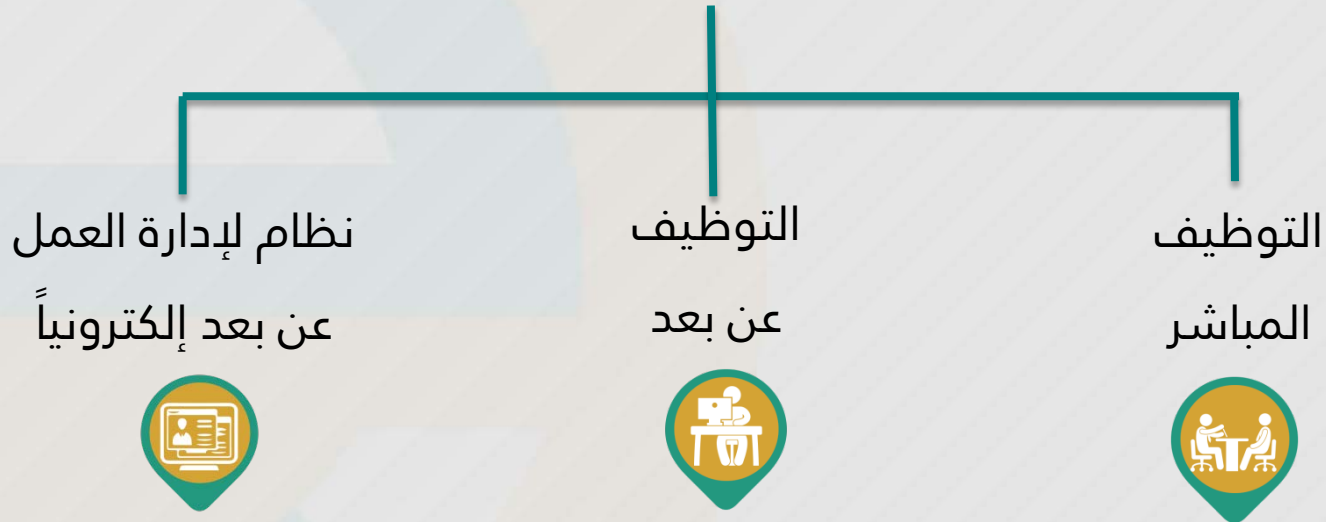 التوظيف
المباشر
التوظيف
عن بعد
نظام لإدارة العمل
عن بعد إلكترونياً